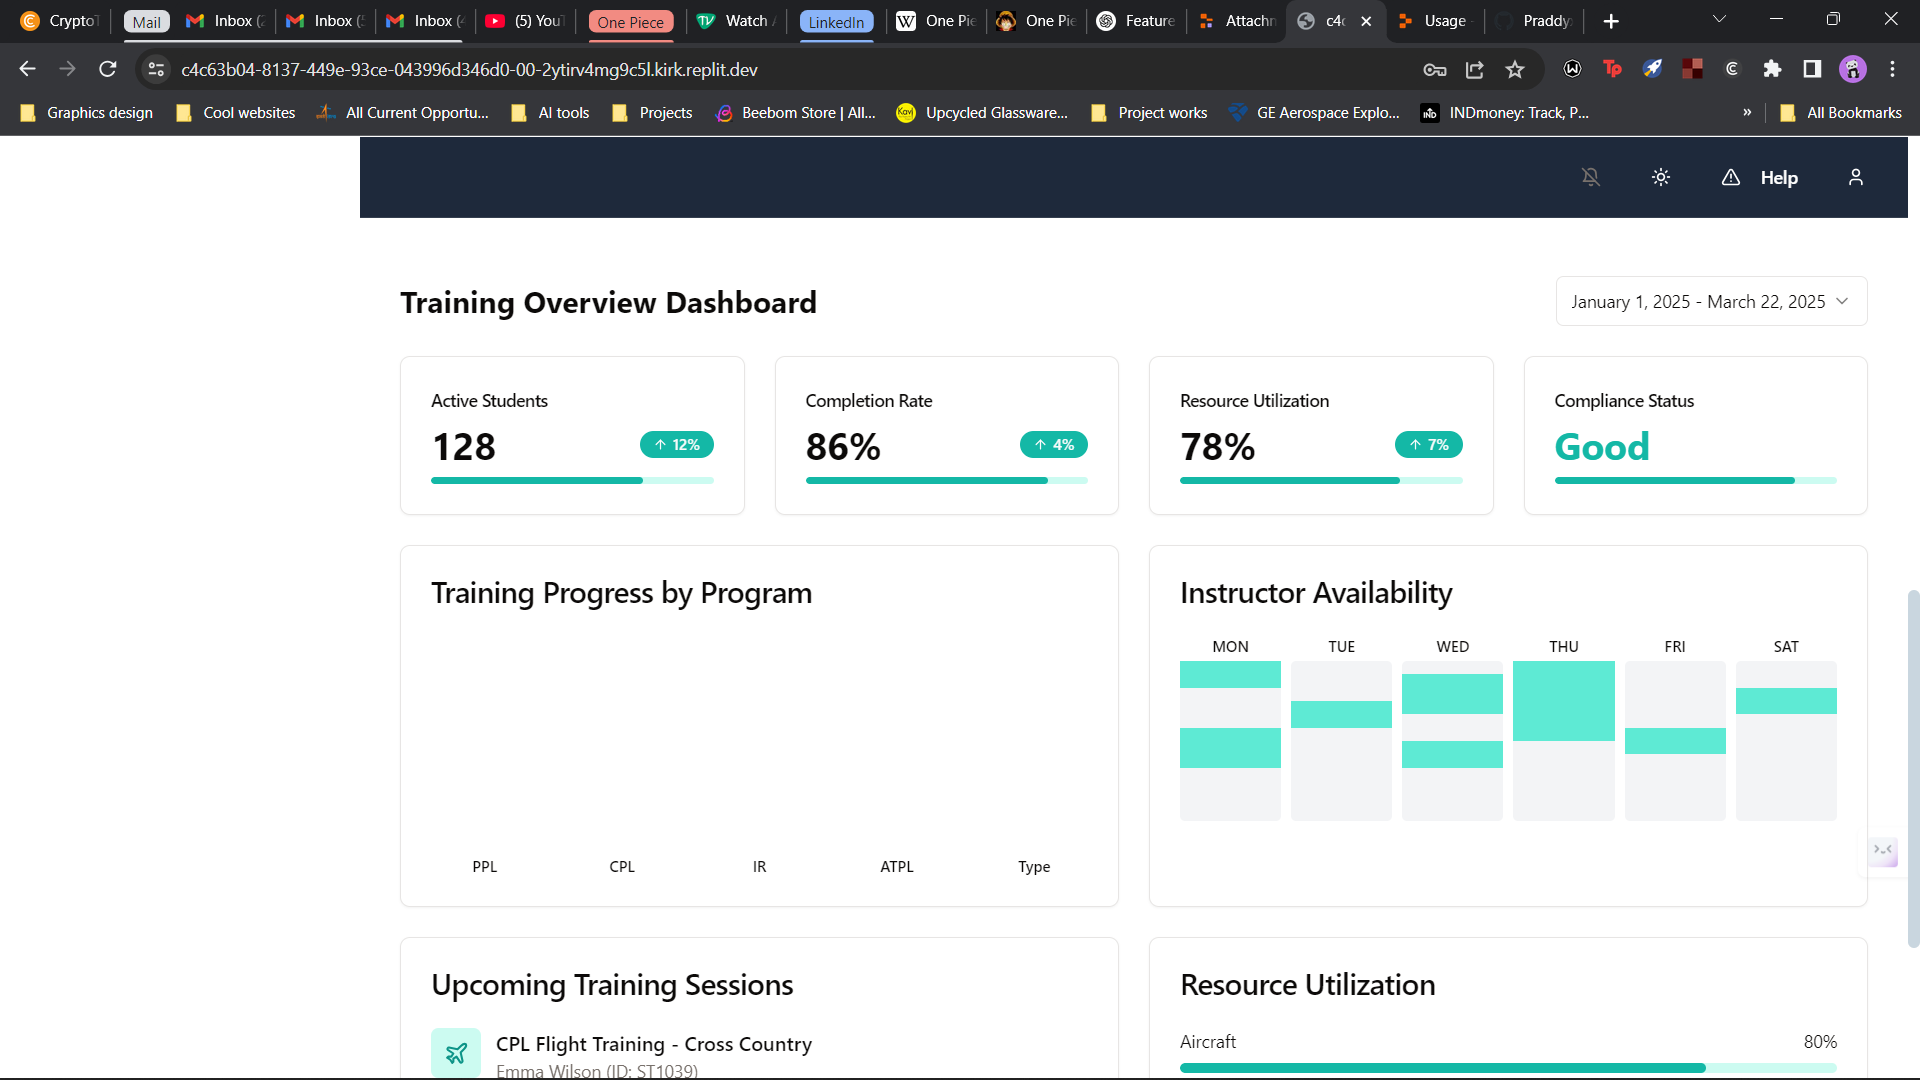 CryptoT
Mail
Inbox (2
Inbox (5
Inbox (4
(5) YouT
One Piece
Watch
LinkedIn
One Pie
One Pie
Feature
Attachm
c4c
Usage
Praddy
c4c63b04-8137-449e-93ce-043996d346d0-00-2ytirv4mg9c5l.kirk.replit.dev
Graphics design
Cool websites
All Current Opportu...
AI tools
Projects
Beebom Store | All...
Upcycled Glassware...
Project works
GE Aerospace Explo...
INDmoney: Track, P...
»
All Bookmarks
Help
Training Overview Dashboard
January 1, 2025 - March 22, 2025
Active Students
128
↑ 12%
Completion Rate
86%
↑ 4%
Resource Utilization
78%
↑ 7%
Compliance Status
Good
Training Progress by Program
PPL CPL IR ATPL Type
Instructor Availability
MON TUE WED THU FRI SAT
Upcoming Training Sessions
CPL Flight Training - Cross Country
Emma Wilson (ID: ST1039)
Resource Utilization
Aircraft 80%